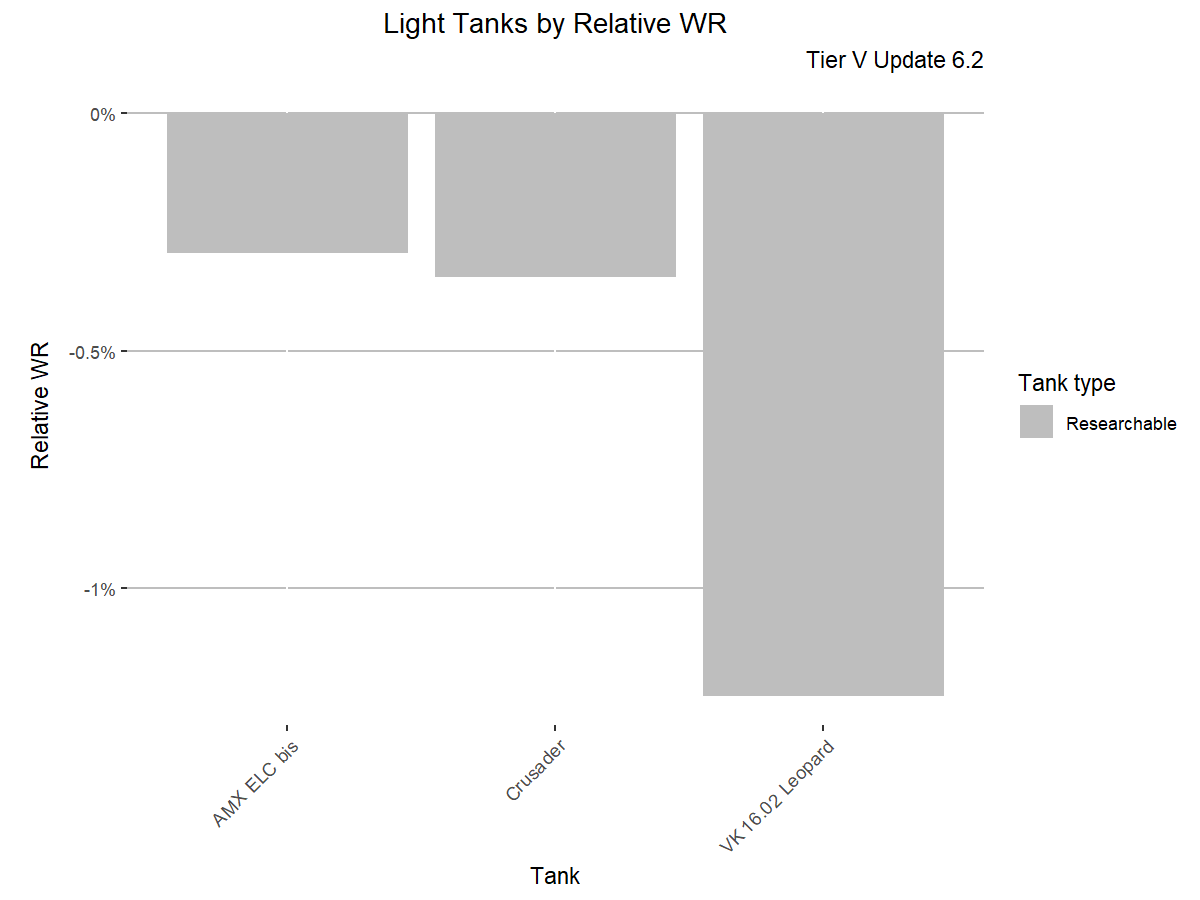 Light Tanks by Relative WR
Tier V Update 6.2
0%
-0.5%
-1%
Relative WR
AMX ELC bis
Crusader
VK 16.02 Leopard
Tank
Tank type
Researchable